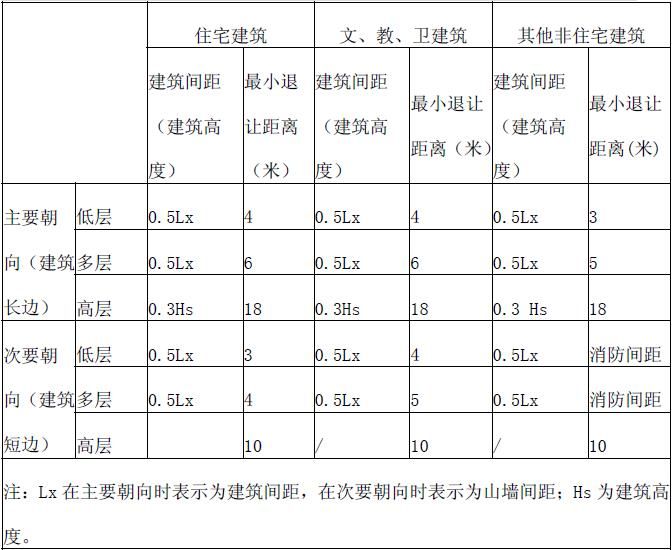 住宅建筑 文、教、卫建筑 其他非住宅建筑
建筑间距（建筑高度） 最小退让距离（米） 建筑间距（建筑高度） 最小退让距离（米） 建筑间距（建筑高度） 最小退让距离(米)
主要朝向（建筑长边） 低层 0.5Lx 4 0.5Lx 4 0.5Lx 3
多层 0.5Lx 6 0.5Lx 6 0.5Lx 5
高层 0.3Hs 18 0.3Hs 18 0.3 Hs 18
次要朝向（建筑短边） 低层 0.5Lx 3 0.5Lx 4 0.5Lx 消防间距
多层 0.5Lx 4 0.5Lx 5 0.5Lx 消防间距
高层 10 / 10 / 10
注：Lx 在主要朝向时表示为建筑间距，在次要朝向时表示为山墙间距；Hs 为建筑高
度。